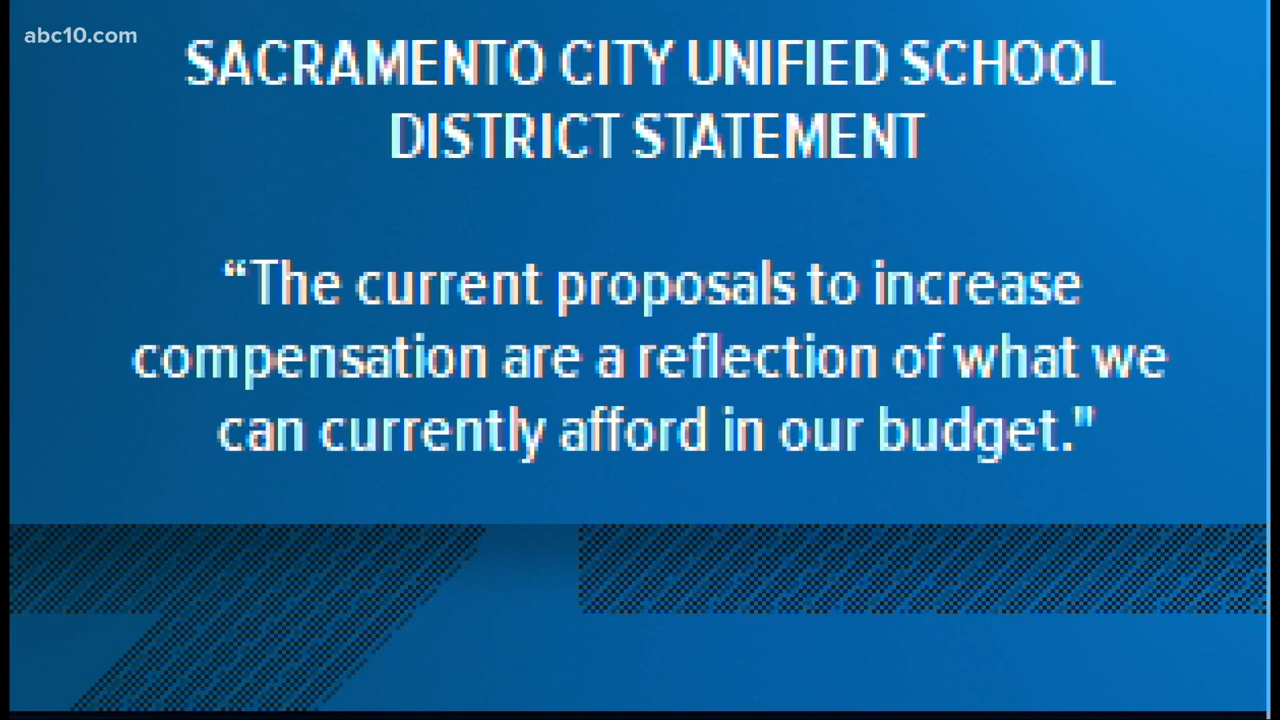 abc10.com
SACRAMENTO CITY UNIFIED SCHOOL
DISTRICT STATEMENT
“The current proposals to increase
compensation are a reflection of what we
can currently afford in our budget."